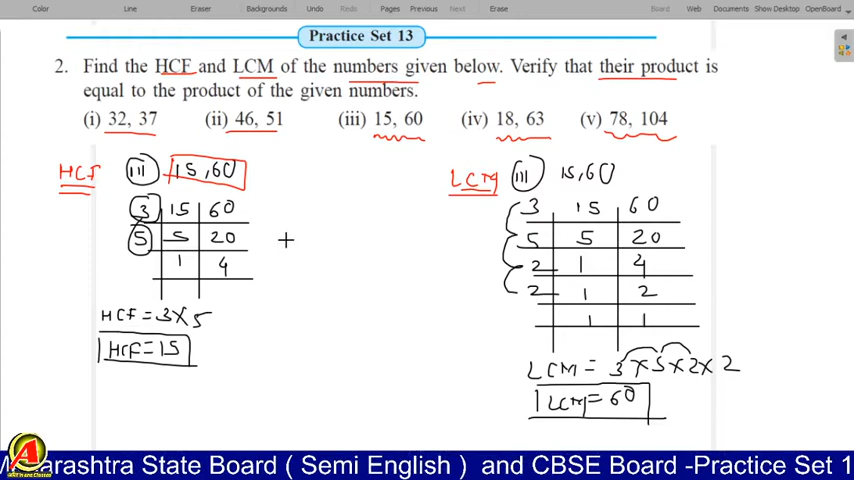 Color Line Eraser Backgrounds Undo Redo Pages Previous Next Erase Board Web Documents Show Desktop OpenBoard
Practice Set 13
2. Find the HCF and LCM of the numbers given below. Verify that their product is
equal to the product of the given numbers.
(i) 32, 37 (ii) 46, 51 (iii) 15, 60 (iv) 18, 63 (v) 78, 104
HCF III 15,60
3 15 60
5 5 20
1 4
HCF = 3×5
HCF = 15
+
LCM III 15,60
3 15 60
5 5 20
2 1 4
2 1 2
1 1
LCM = 3×5×2×2
LCM = 60
A
Maharashtra State Board ( Semi English ) and CBSE Board -Practice Set 1